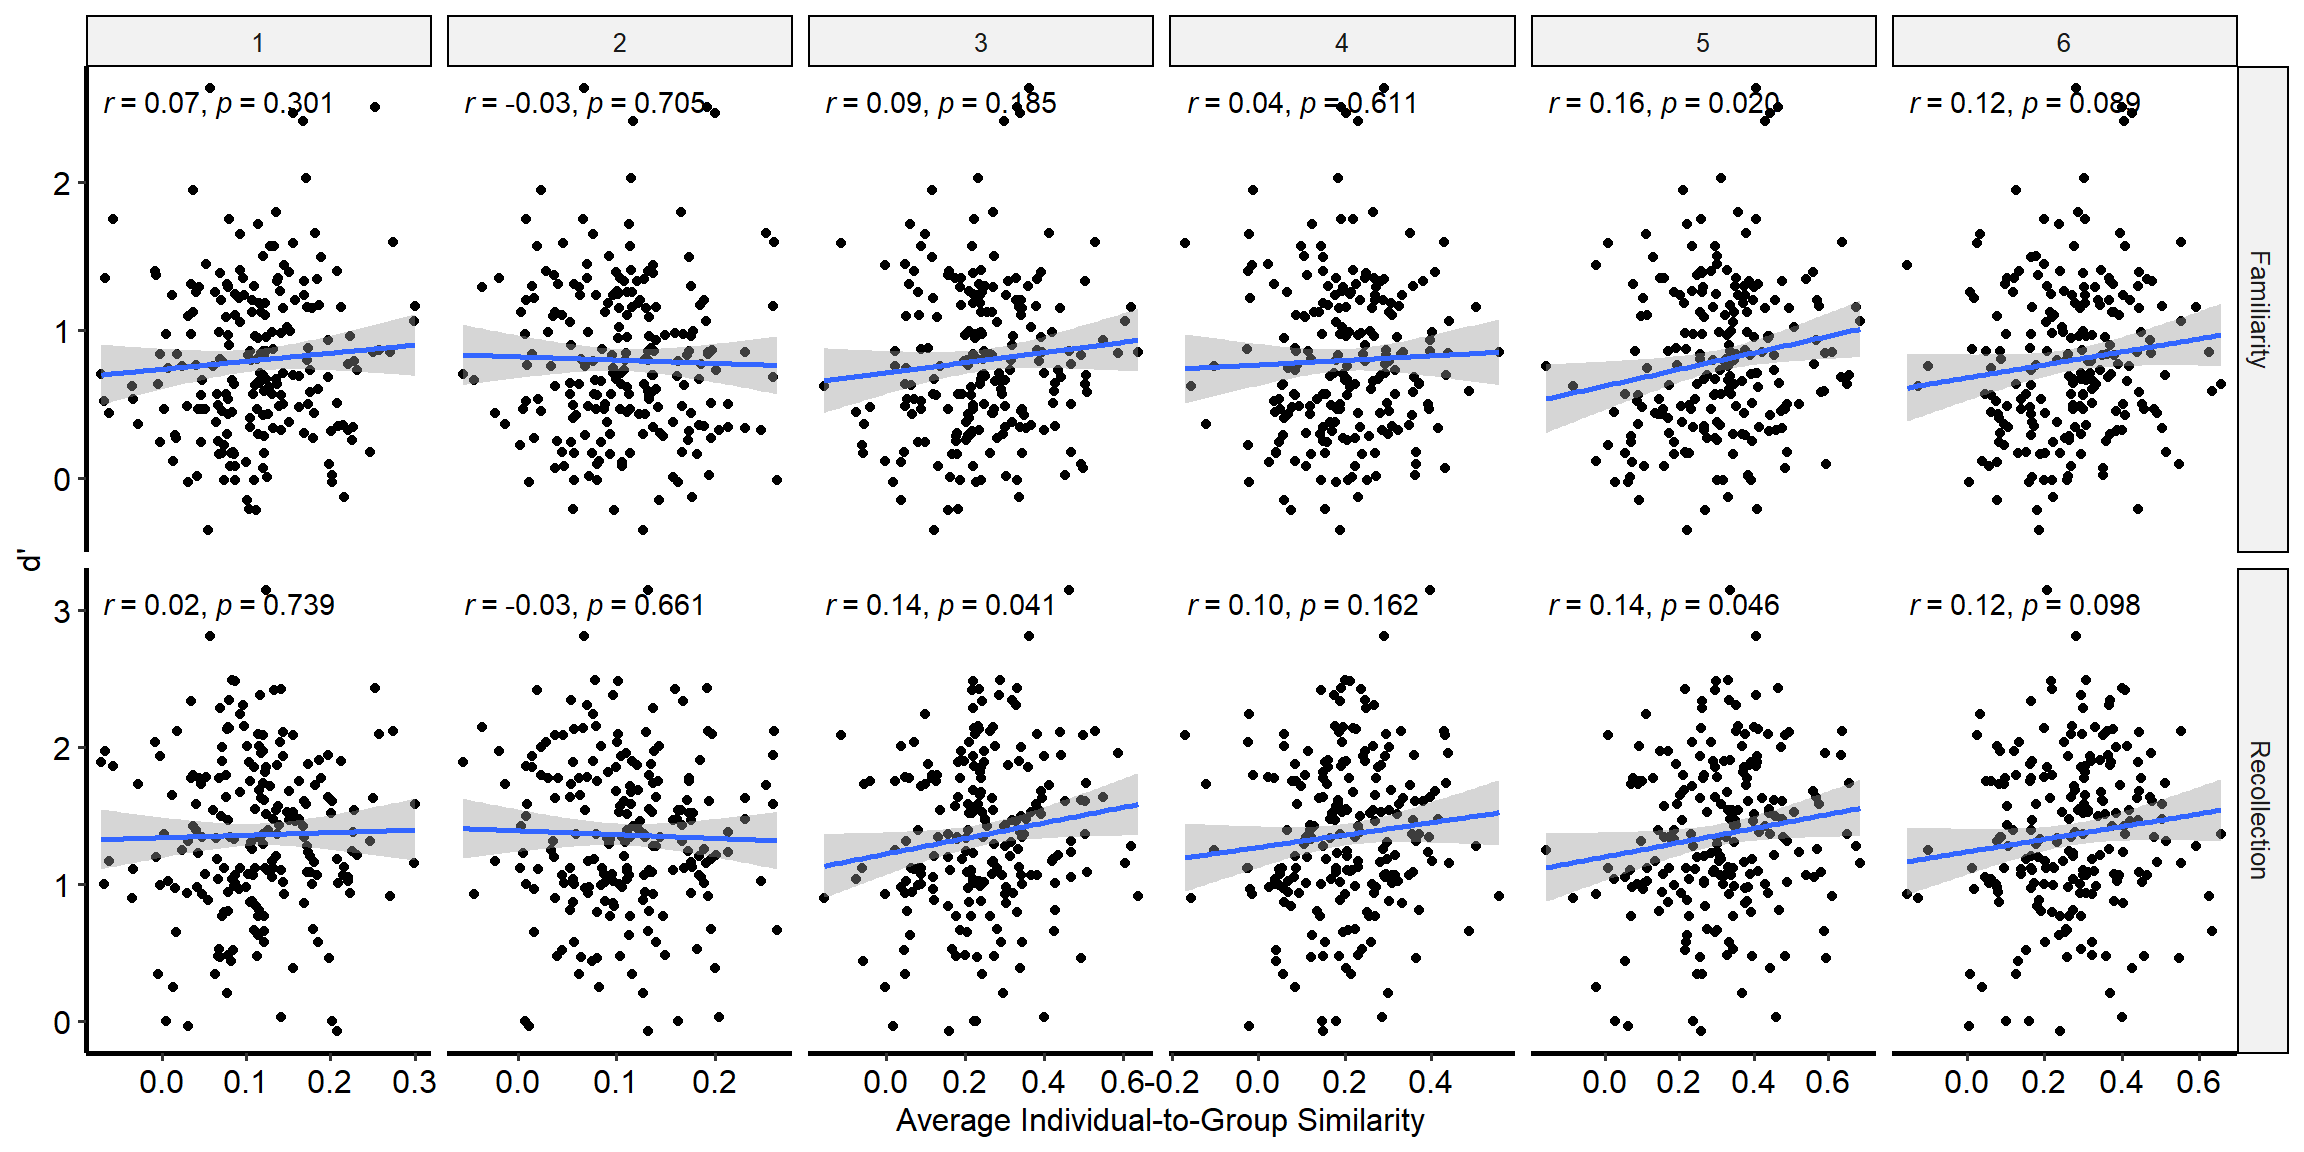 1 2 3 4 5 6
r = 0.07, p = 0.301 r = -0.03, p = 0.705 r = 0.09, p = 0.185 r = 0.04, p = 0.611 r = 0.16, p = 0.020 r = 0.12, p = 0.089
2
1
0
Familiarity
d'
r = 0.02, p = 0.739 r = -0.03, p = 0.661 r = 0.14, p = 0.041 r = 0.10, p = 0.162 r = 0.14, p = 0.046 r = 0.12, p = 0.098
3
2
1
0
Recollection
0.0 0.1 0.2 0.3 0.0 0.1 0.2 0.0 0.2 0.4 0.6 -0.2 0.0 0.2 0.4 0.0 0.2 0.4 0.6 0.0 0.2 0.4 0.6
Average Individual-to-Group Similarity